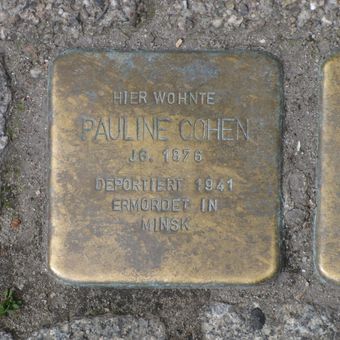 HIER WOHNTE
PAULINE COHEN
JG. 1876
DEPORTIERT 1941
ERMORDET IN
MINSK